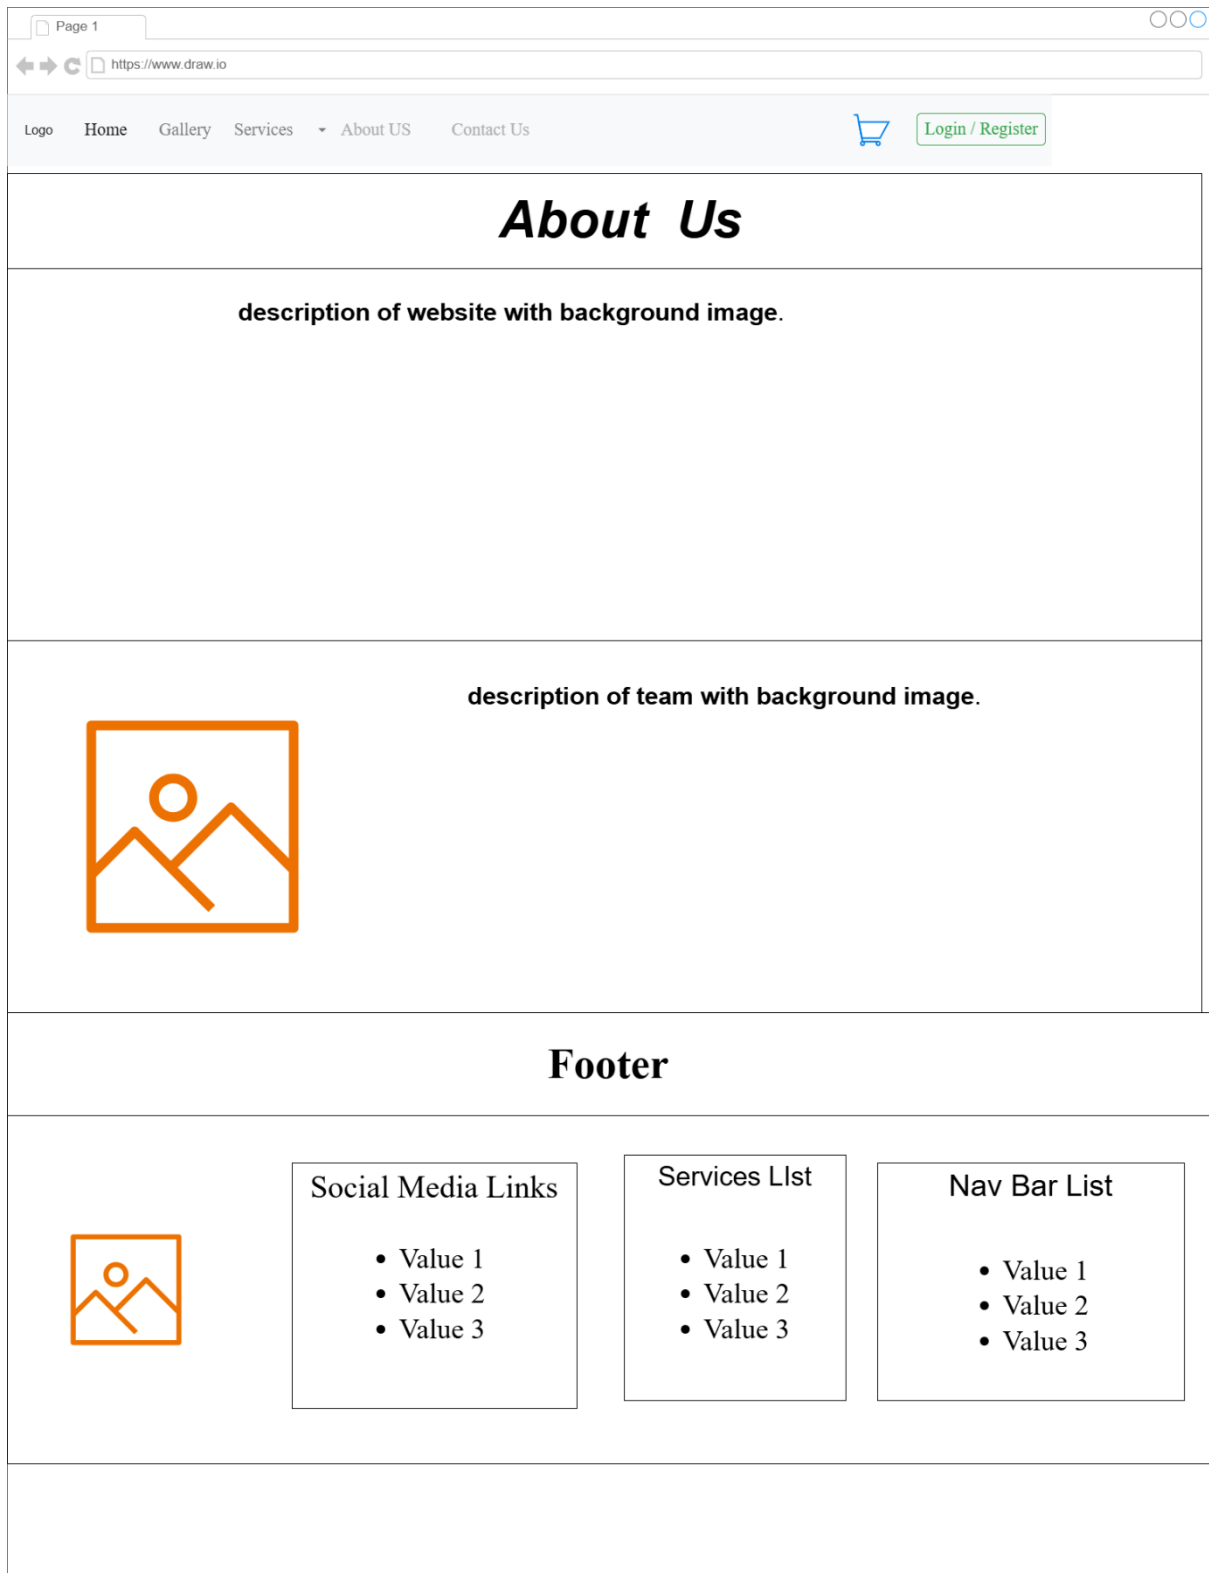 Page 1
https://www.draw.io
Logo Home Gallery Services About US Contact Us Login / Register
About Us
description of website with background image.
description of team with background image.
Footer
Social Media Links
• Value 1
• Value 2
• Value 3
Services LIst
• Value 1
• Value 2
• Value 3
Nav Bar List
• Value 1
• Value 2
• Value 3